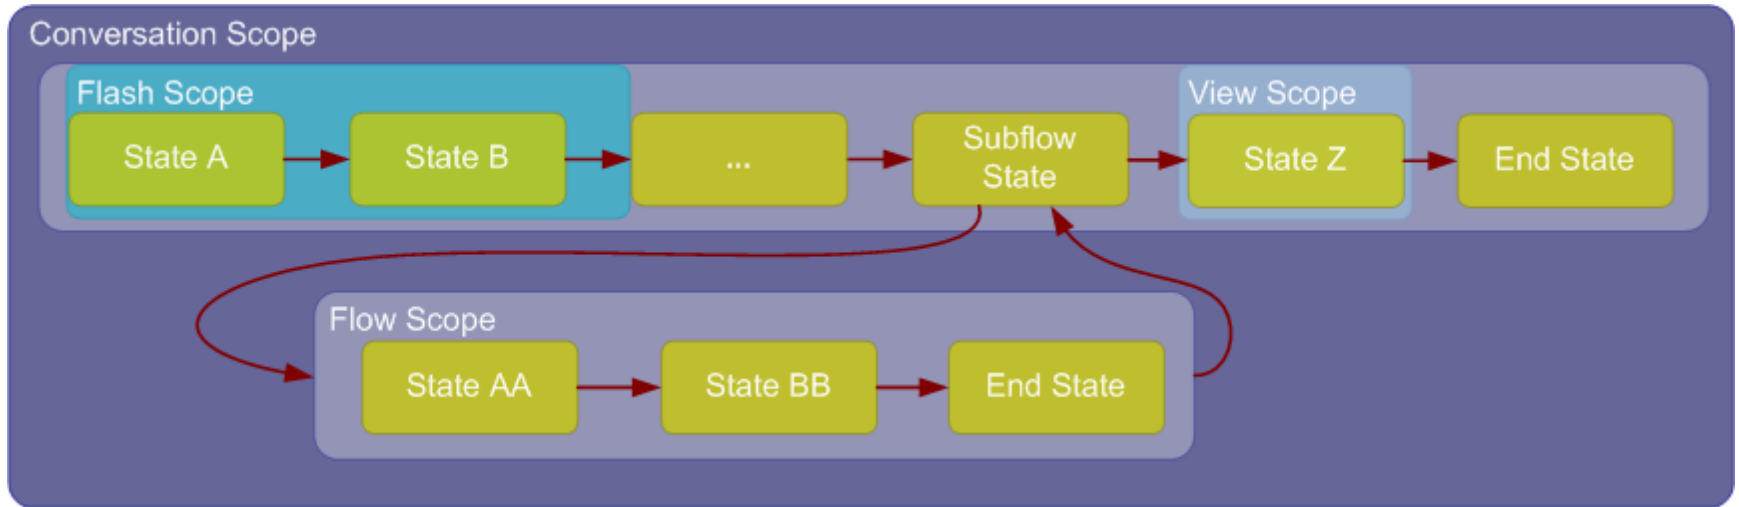 Conversation Scope
Flash Scope
View Scope
State A
State B
...
Subflow
State
State Z
End State
Flow Scope
State AA
State BB
End State